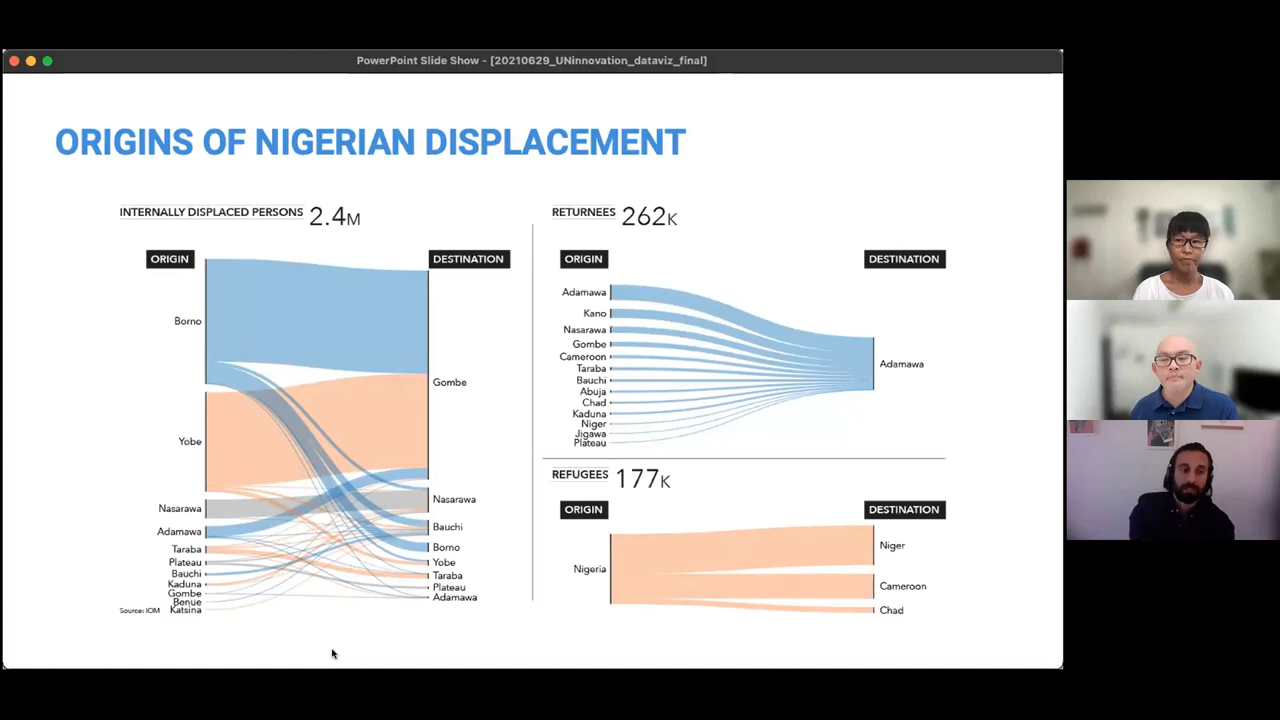 PowerPoint Slide Show - [20210629_UNinnovation_dataviz_final]
ORIGINS OF NIGERIAN DISPLACEMENT
INTERNALLY DISPLACED PERSONS 2.4M
ORIGIN
DESTINATION
Borno
Yobe
Nasarawa
Adamawa
Taraba
Plateau
Bauchi
Kaduna
Gombe
Benue
Katsina
Source: IOM
Gombe
Nasarawa
Bauchi
Borno
Yobe
Taraba
Plateau
Adamawa
RETURNEES 262K
ORIGIN
DESTINATION
Adamawa
Kano
Nasarawa
Gombe
Cameroon
Taraba
Bauchi
Abuja
Chad
Kaduna
Niger
Jigawa
Plateau
Adamawa
REFUGEES 177K
ORIGIN
DESTINATION
Nigeria
Niger
Cameroon
Chad